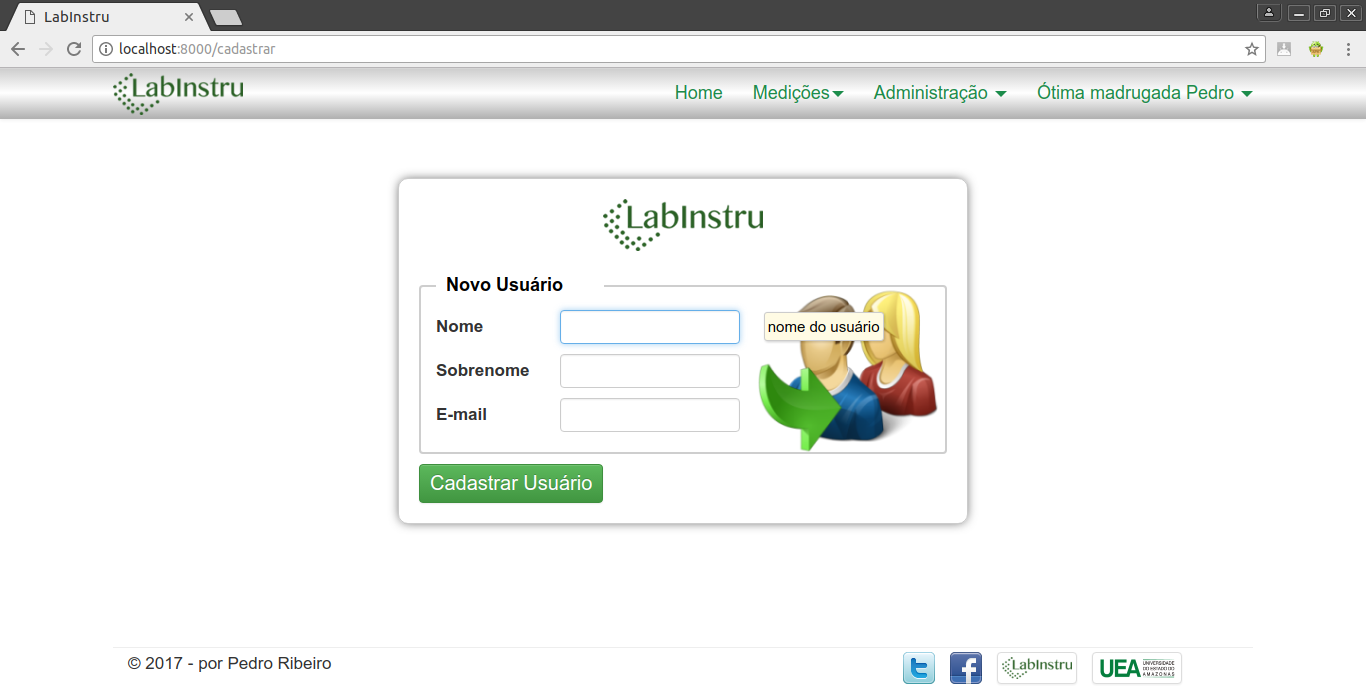 LabInstru
localhost:8000/cadastrar
LabInstru
Home Medições Administração Ótima madrugada Pedro
LabInstru
Novo Usuário
Nome
nome do usuário
Sobrenome
E-mail
Cadastrar Usuário
© 2017 - por Pedro Ribeiro
LabInstru
UEA
UNIVERSIDADE
DO ESTADO DO
AMAZONAS